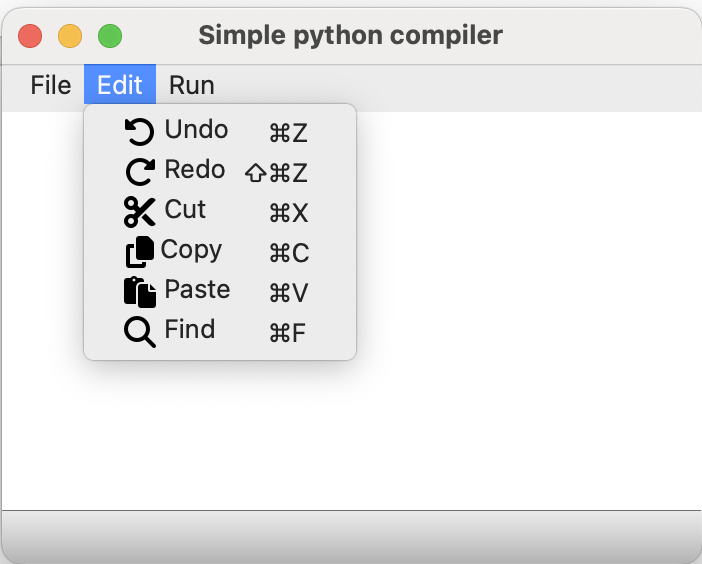 Simple python compiler
File Edit Run
Undo ⌘Z
Redo ⇧⌘Z
Cut ⌘X
Copy ⌘C
Paste ⌘V
Find ⌘F